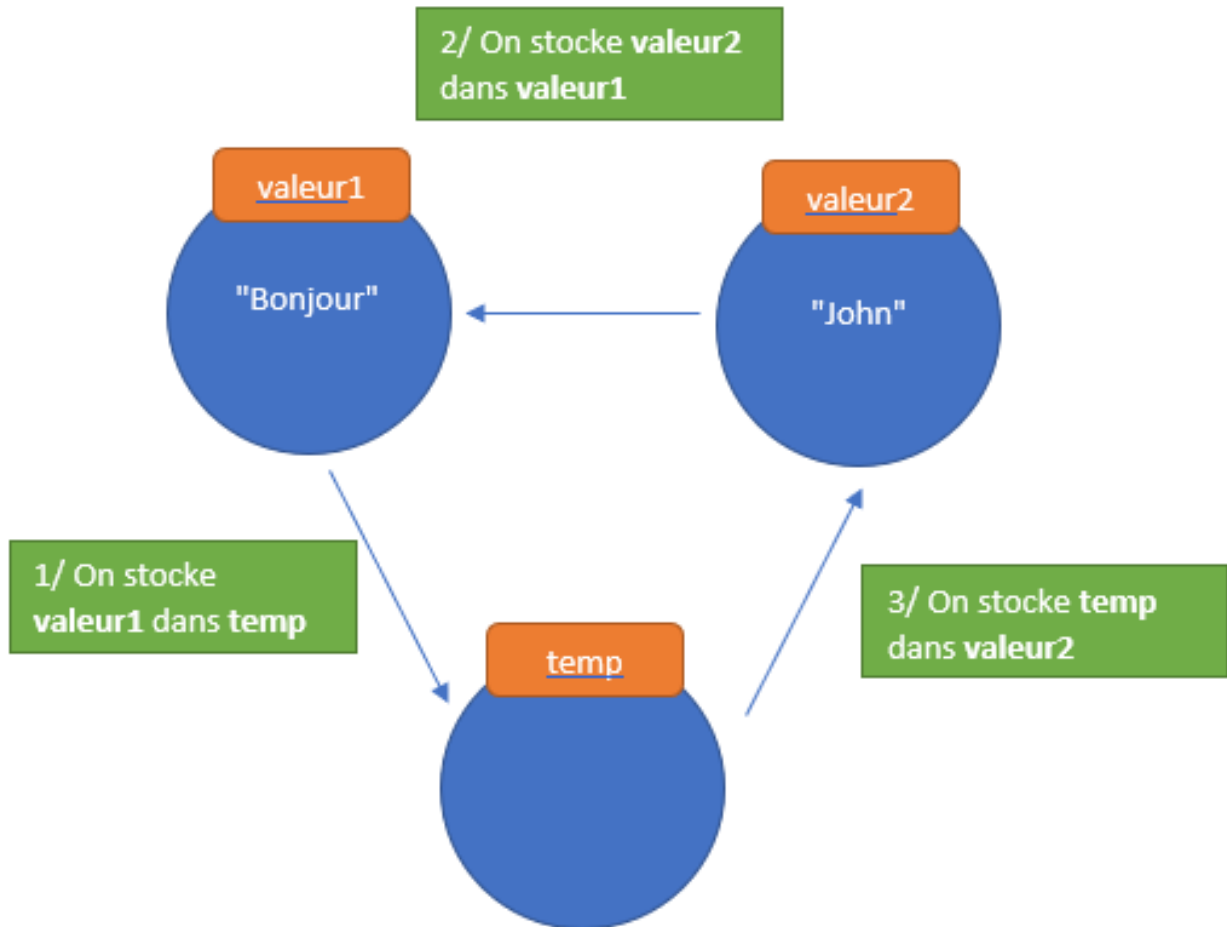 2/ On stocke valeur2
dans valeur1
valeur1
valeur2
"Bonjour"
"John"
1/ On stocke
valeur1 dans temp
3/ On stocke temp
dans valeur2
temp